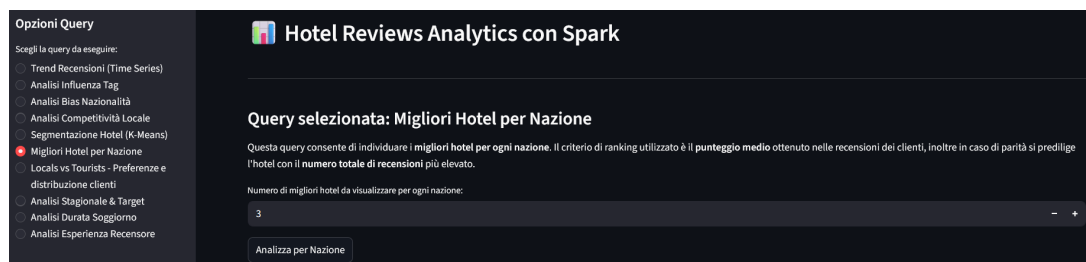 Opzioni Query
Scegli la query da eseguire:
Trend Recensioni (Time Series)
Analisi Influenza Tag
Analisi Bias Nazionalità
Analisi Competitività Locale
Segmentazione Hotel (K-Means)
Migliori Hotel per Nazione
Locals vs Tourists - Preferenze e
distribuzione clienti
Analisi Stagionale & Target
Analisi Durata Soggiorno
Analisi Esperienza Recensore
Hotel Reviews Analytics con Spark
Query selezionata: Migliori Hotel per Nazione
Questa query consente di individuare i migliori hotel per ogni nazione. Il criterio di ranking utilizzato è il punteggio medio ottenuto nelle recensioni dei clienti, inoltre in caso di parità si predilige
l'hotel con il numero totale di recensioni più elevato.
Numero di migliori hotel da visualizzare per ogni nazione:
3
Analizza per Nazione